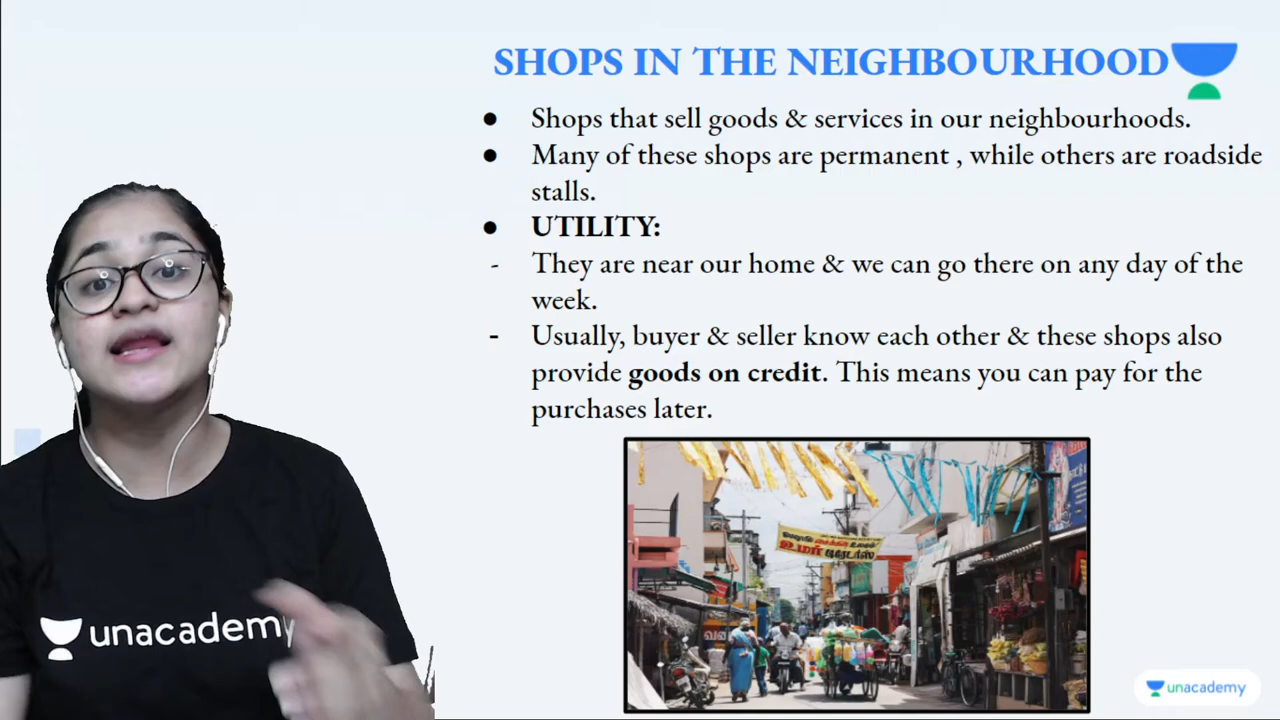 SHOPS IN THE NEIGHBOURHOOD
● Shops that sell goods & services in our neighbourhoods.
● Many of these shops are permanent , while others are roadside
stalls.
● UTILITY:
- They are near our home & we can go there on any day of the
week.
- Usually, buyer & seller know each other & these shops also
provide goods on credit. This means you can pay for the
purchases later.
உமர் டிரேடர்ஸ்
unacademy
unacademy